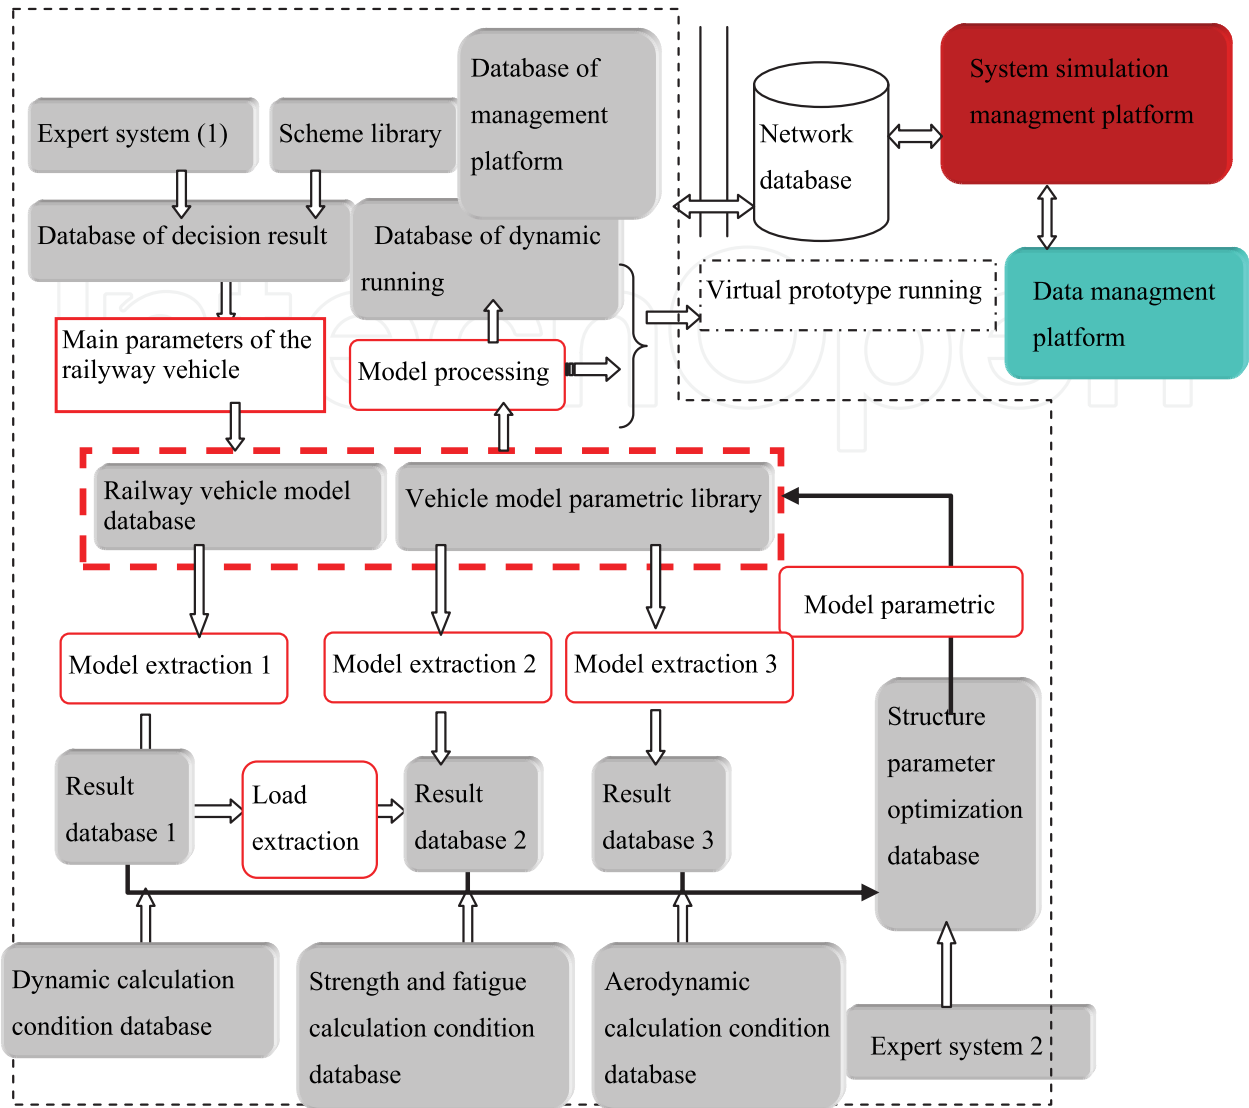 Database of
management
platform
System simulation
managment platform
Expert system (1)
Scheme library
Network
database
Database of decision result
Database of dynamic
running
Virtual prototype running
Data managment
platform
Main parameters of the
railyway vehicle
Model processing
Railway vehicle model
database
Vehicle model parametric library
Model parametric
Model extraction 1
Model extraction 2
Model extraction 3
Structure
parameter
optimization
database
Result
database 1
Load
extraction
Result
database 2
Result
database 3
Dynamic calculation
condition database
Strength and fatigue
calculation condition
database
Aerodynamic
calculation condition
database
Expert system 2
IntechOpen